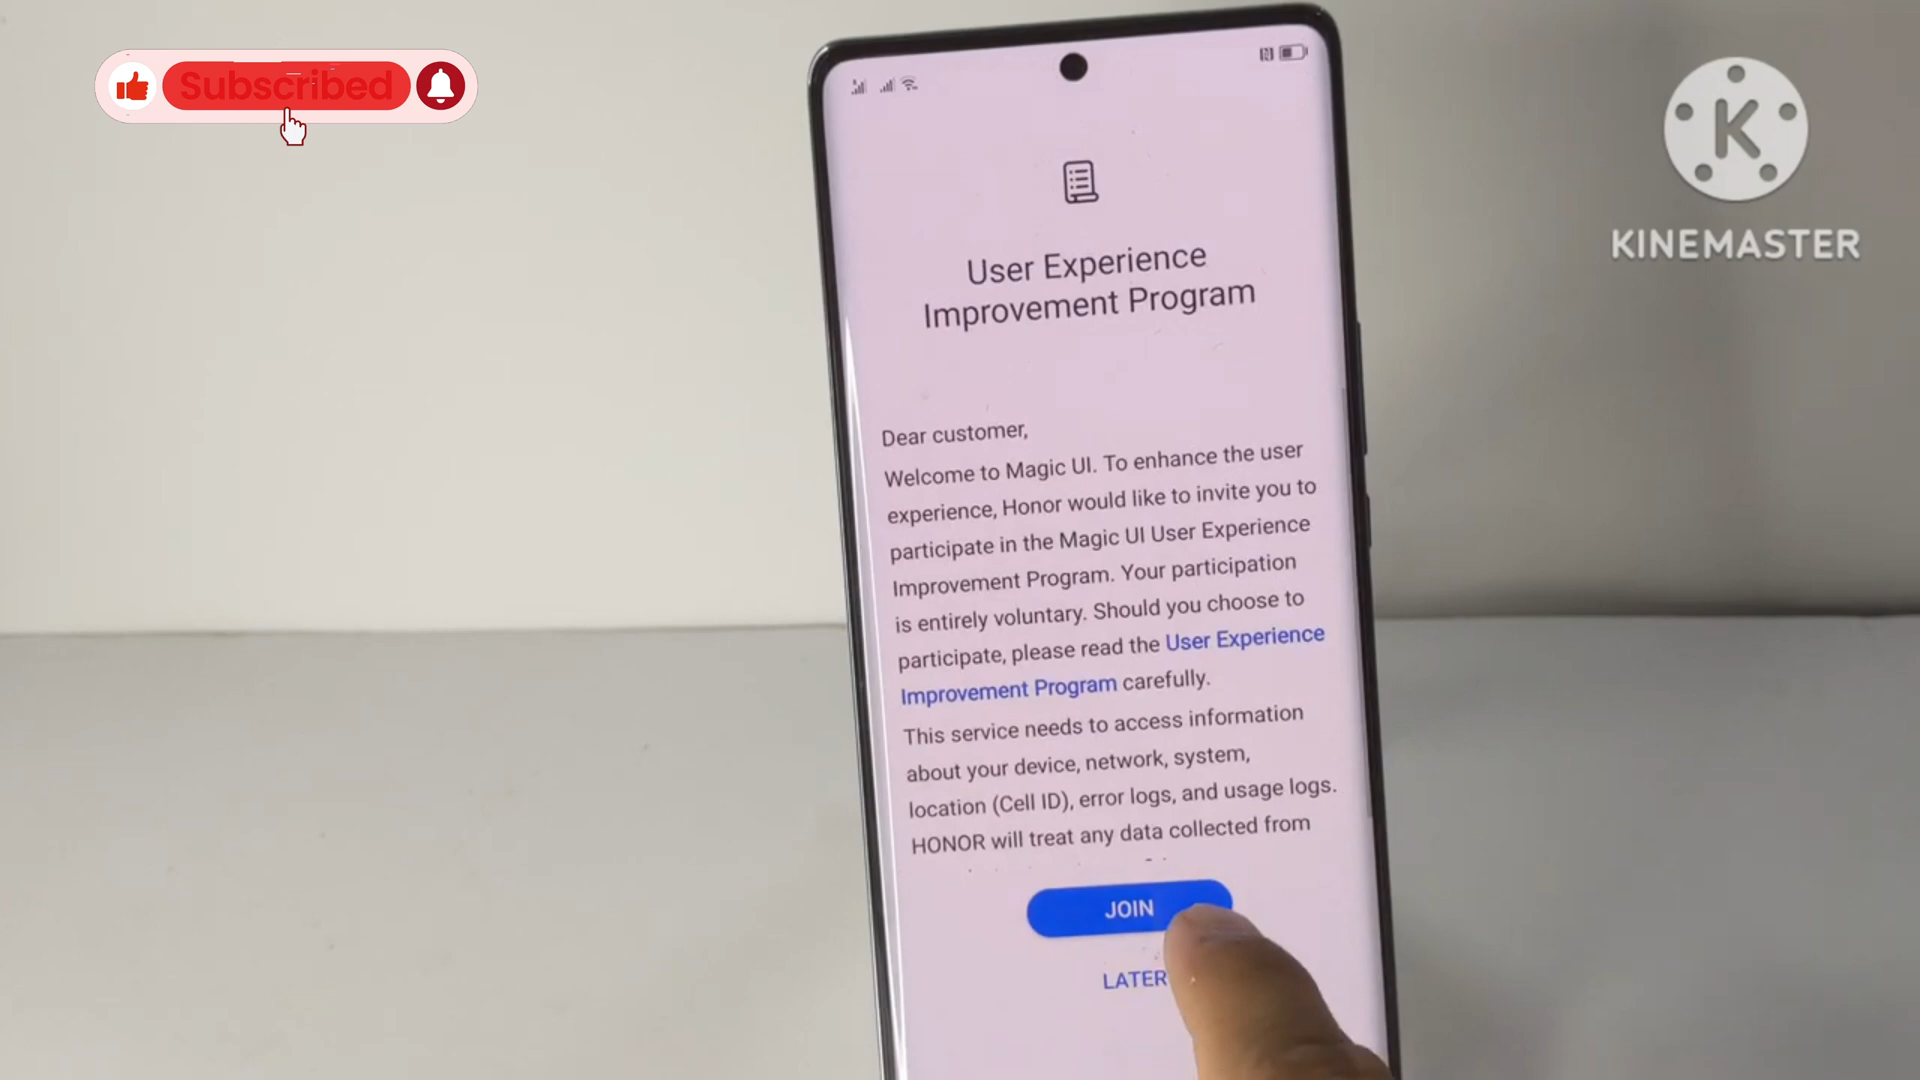 Subscribed
K
KINEMASTER
User Experience
Improvement Program
Dear customer,
Welcome to Magic UI. To enhance the user
experience, Honor would like to invite you to
participate in the Magic UI User Experience
Improvement Program. Your participation
is entirely voluntary. Should you choose to
participate, please read the User Experience
Improvement Program carefully.
This service needs to access information
about your device, network, system,
location (Cell ID), error logs, and usage logs.
HONOR will treat any data collected from
JOIN
LATER